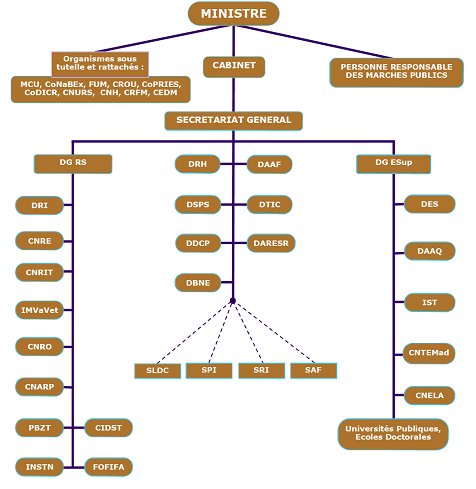 MINISTRE
Organismes sous
tutelle et rattachés :
MCU, CoNaBEx, FUM, CROU, CoPRIES,
CoDICR, CNURS, CNH, CRFM, CEDM
CABINET
PERSONNE RESPONSABLE
DES MARCHES PUBLICS
SECRETARIAT GENERAL
DG RS
DRH
DAAF
DG ESup
DRI
DSPS
DTIC
DES
CNRE
DDCP
DARESR
DAAQ
CNRIT
DBNE
IMVaVet
IST
CNRO
CNTEMad
SLDC
SPI
SRI
SAF
CNARP
CNELA
PBZT
CIDST
Universités Publiques,
Ecoles Doctorales
INSTN
FOFIFA